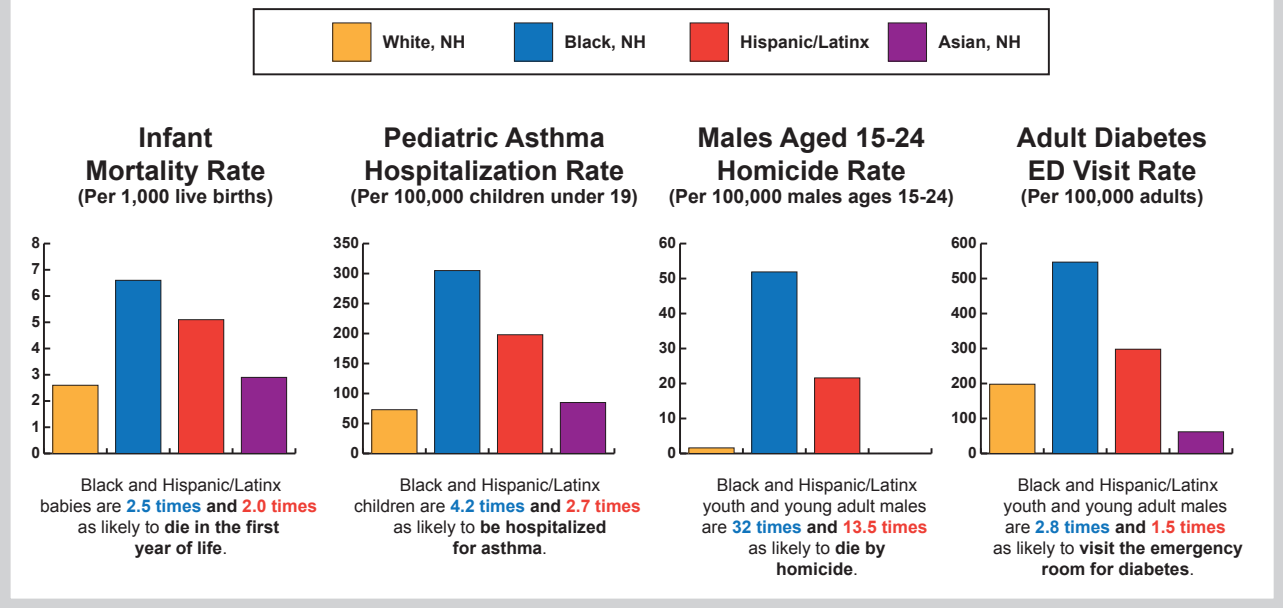 White, NH
Black, NH
Hispanic/Latinx
Asian, NH
Infant
Mortality Rate
(Per 1,000 live births)
8
7
6
5
4
3
2
1
0
Black and Hispanic/Latinx
babies are 2.5 times and 2.0 times
as likely to die in the first
year of life.
Pediatric Asthma
Hospitalization Rate
(Per 100,000 children under 19)
350
300
250
200
150
100
50
0
Black and Hispanic/Latinx
children are 4.2 times and 2.7 times
as likely to be hospitalized
for asthma.
Males Aged 15-24
Homicide Rate
(Per 100,000 males ages 15-24)
60
50
40
30
20
10
0
Black and Hispanic/Latinx
youth and young adult males
are 32 times and 13.5 times
as likely to die by
homicide.
Adult Diabetes
ED Visit Rate
(Per 100,000 adults)
600
500
400
300
200
100
0
Black and Hispanic/Latinx
youth and young adult males
are 2.8 times and 1.5 times
as likely to visit the emergency
room for diabetes.